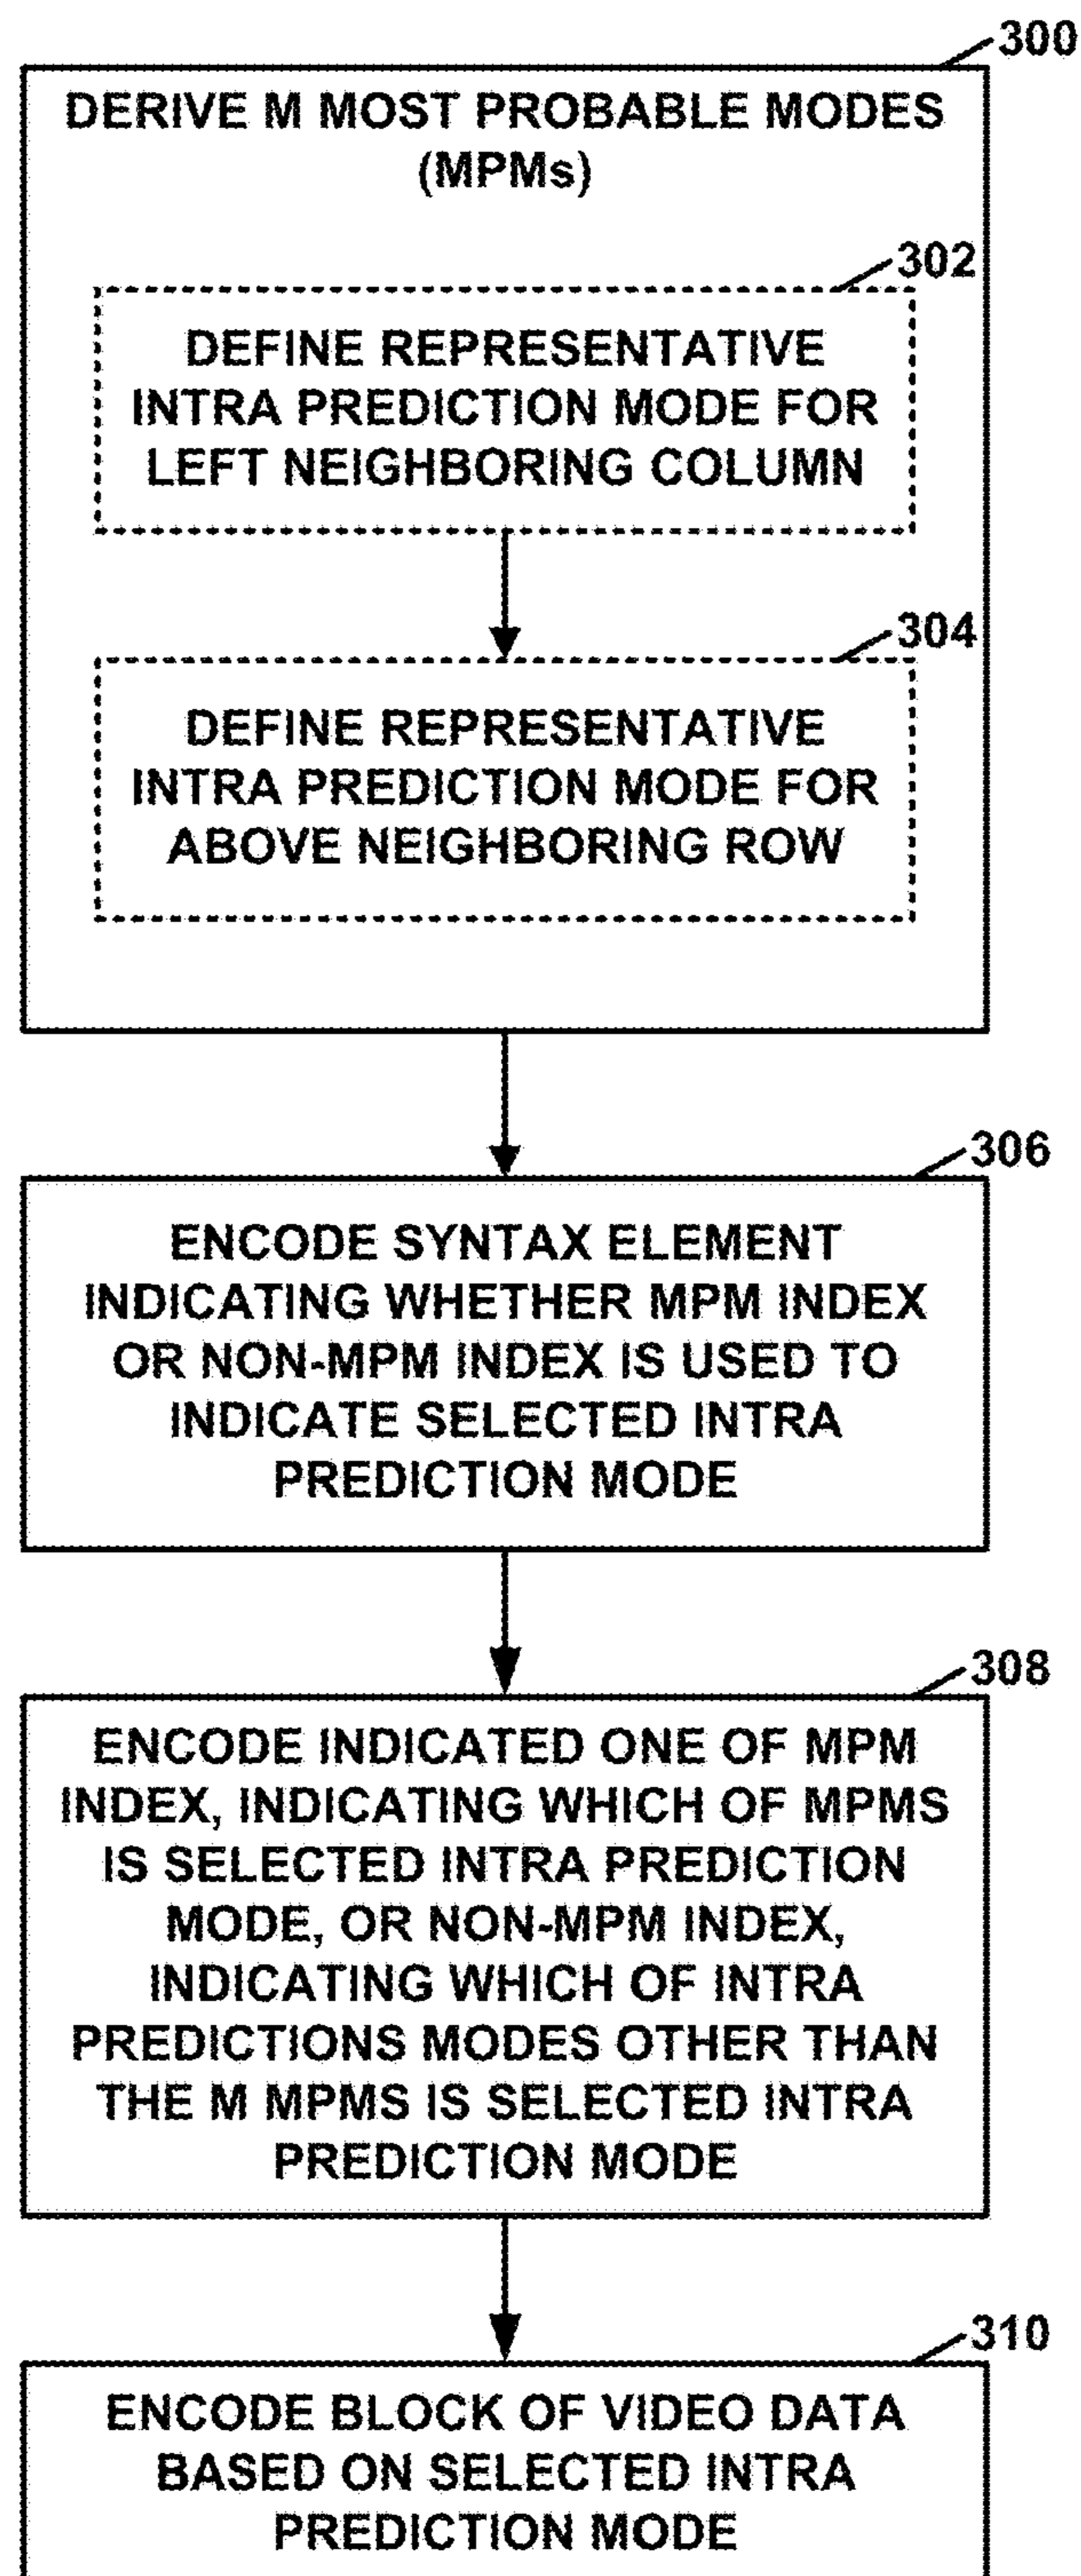 300
DERIVE M MOST PROBABLE MODES
(MPMs)
302
DEFINE REPRESENTATIVE
INTRA PREDICTION MODE FOR
LEFT NEIGHBORING COLUMN
304
DEFINE REPRESENTATIVE
INTRA PREDICTION MODE FOR
ABOVE NEIGHBORING ROW
306
ENCODE SYNTAX ELEMENT
INDICATING WHETHER MPM INDEX
OR NON-MPM INDEX IS USED TO
INDICATE SELECTED INTRA
PREDICTION MODE
308
ENCODE INDICATED ONE OF MPM
INDEX, INDICATING WHICH OF MPMS
IS SELECTED INTRA PREDICTION
MODE, OR NON-MPM INDEX,
INDICATING WHICH OF INTRA
PREDICTIONS MODES OTHER THAN
THE M MPMS IS SELECTED INTRA
PREDICTION MODE
310
ENCODE BLOCK OF VIDEO DATA
BASED ON SELECTED INTRA
PREDICTION MODE